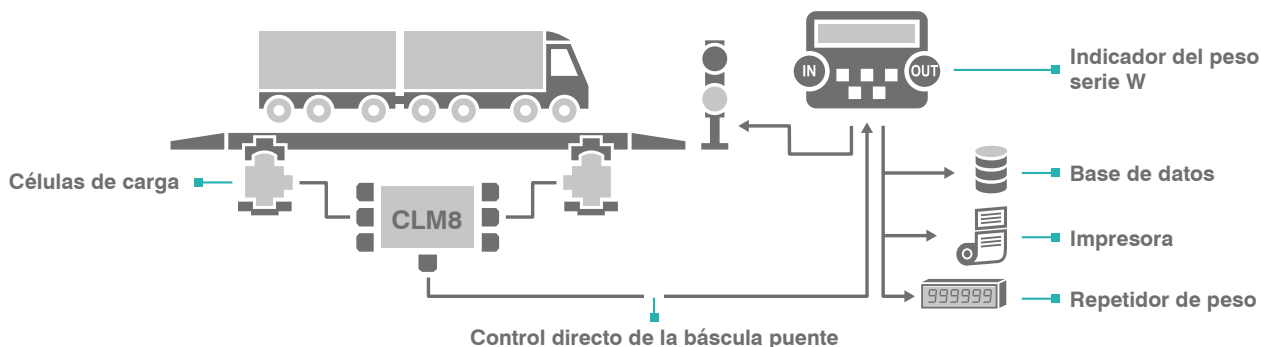 IN
OUT
Indicador del peso
serie W
Células de carga
CLM8
Base de datos
Impresora
999999
Repetidor de peso
Control directo de la báscula puente